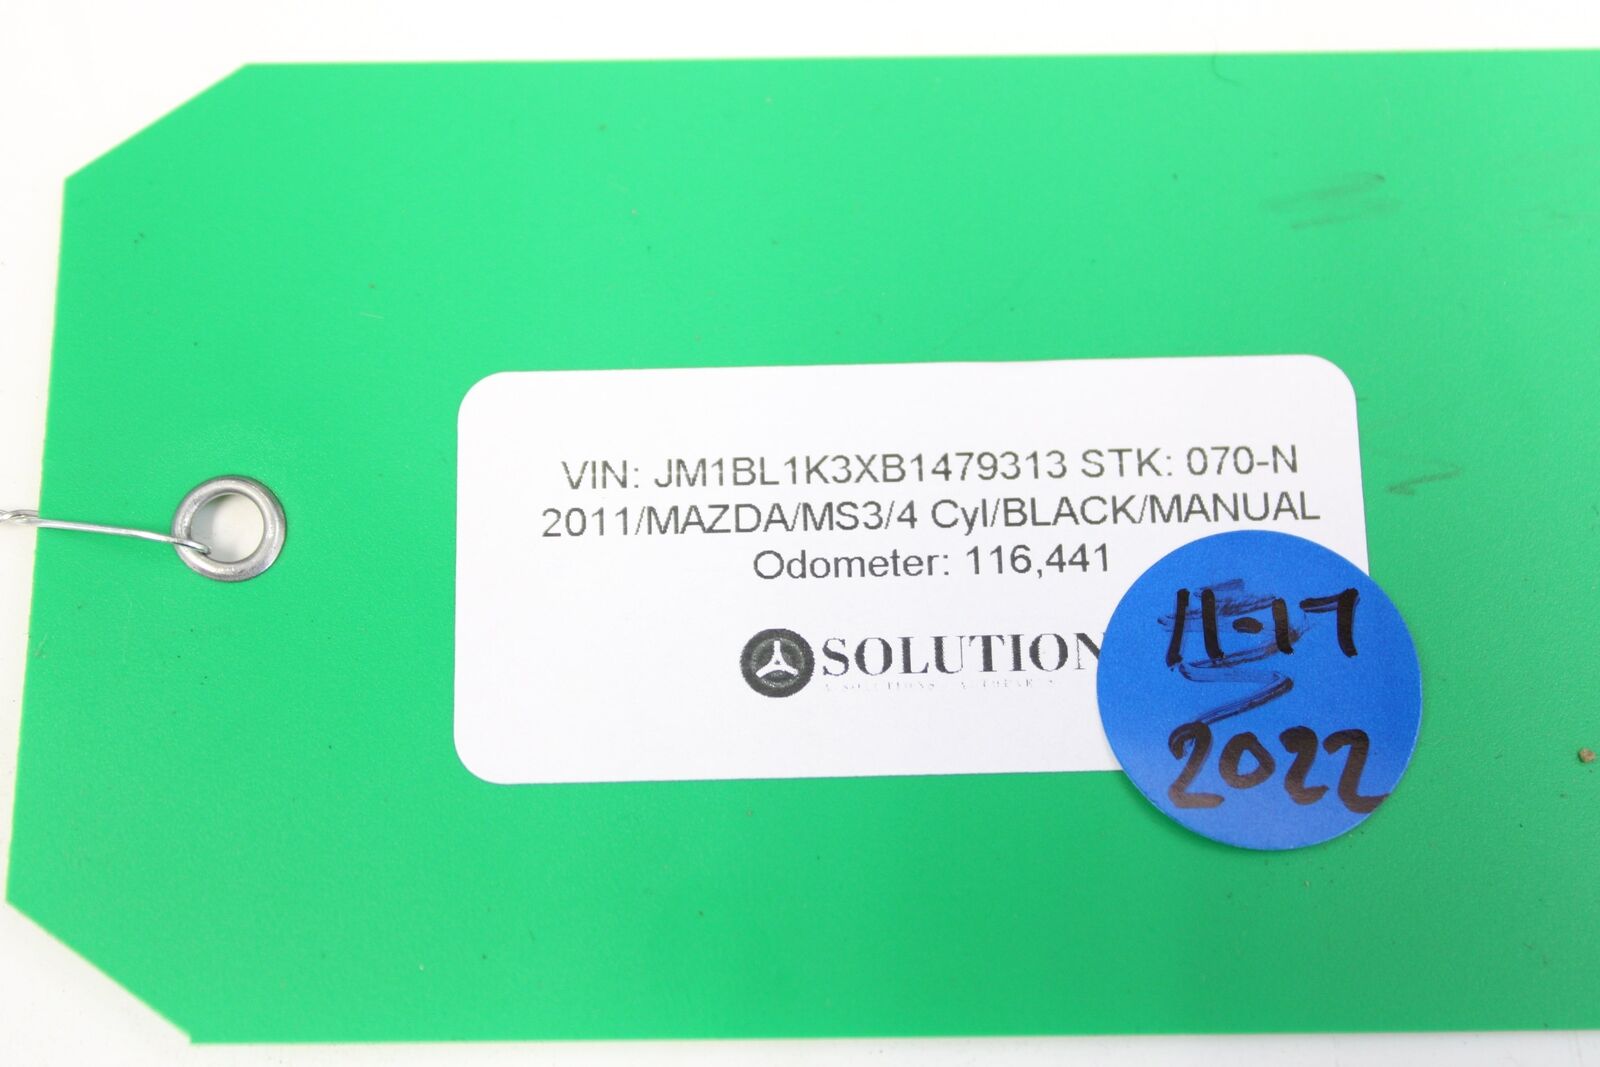 VIN: JM1BL1K3XB1479313 STK: 070-N
2011/MAZDA/MS3/4 Cyl/BLACK/MANUAL
Odometer: 116,441
SOLUTION
11-17
2022